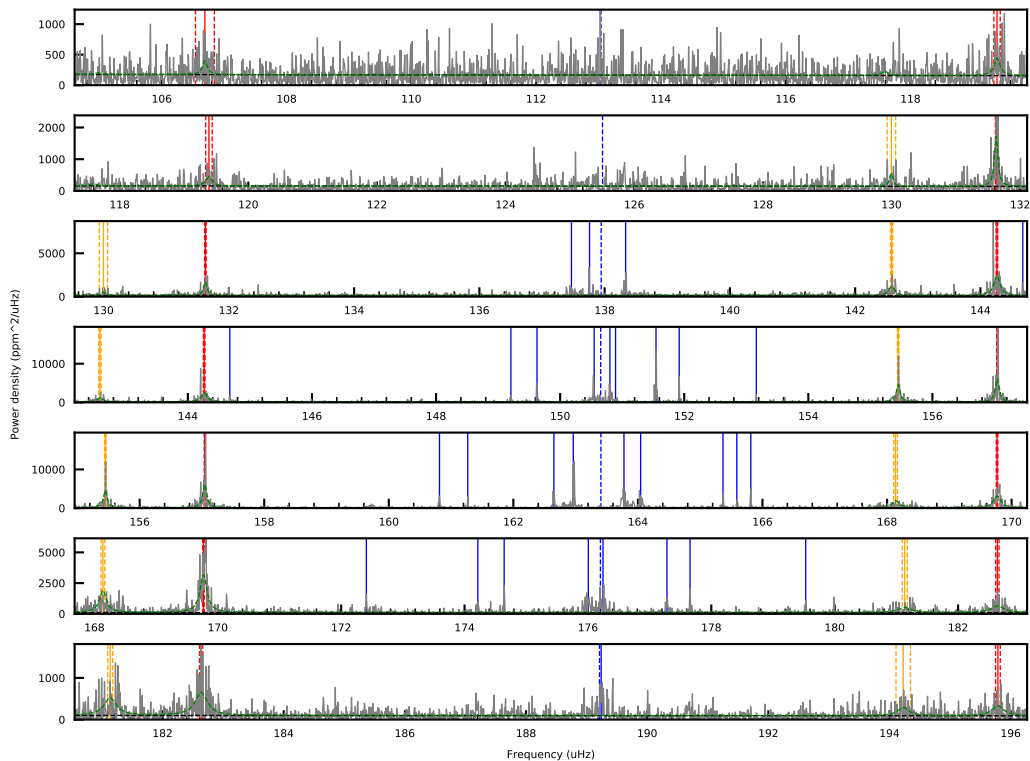 1000
500
0
106 108 110 112 114 116 118
2000
1000
0
118 120 122 124 126 128 130 132
5000
0
130 132 134 136 138 140 142 144
10000
0
144 146 148 150 152 154 156
10000
0
156 158 160 162 164 166 168 170
5000
2500
0
168 170 172 174 176 178 180 182
1000
0
182 184 186 188 190 192 194 196
Power density (ppm^2/uHz)
Frequency (uHz)